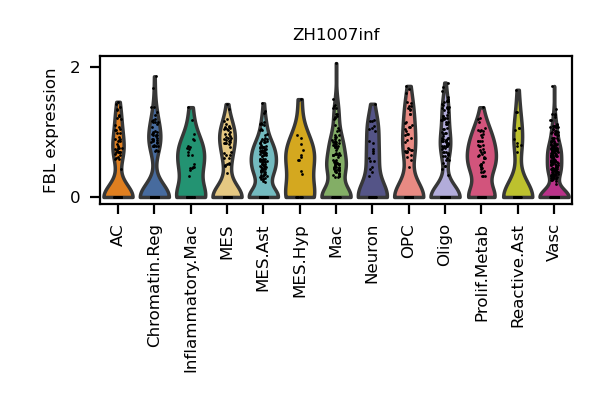 ZH1007inf
FBL expression
2
0
AC
Chromatin.Reg
Inflammatory.Mac
MES
MES.Ast
MES.Hyp
Mac
Neuron
OPC
Oligo
Prolif.Metab
Reactive.Ast
Vasc